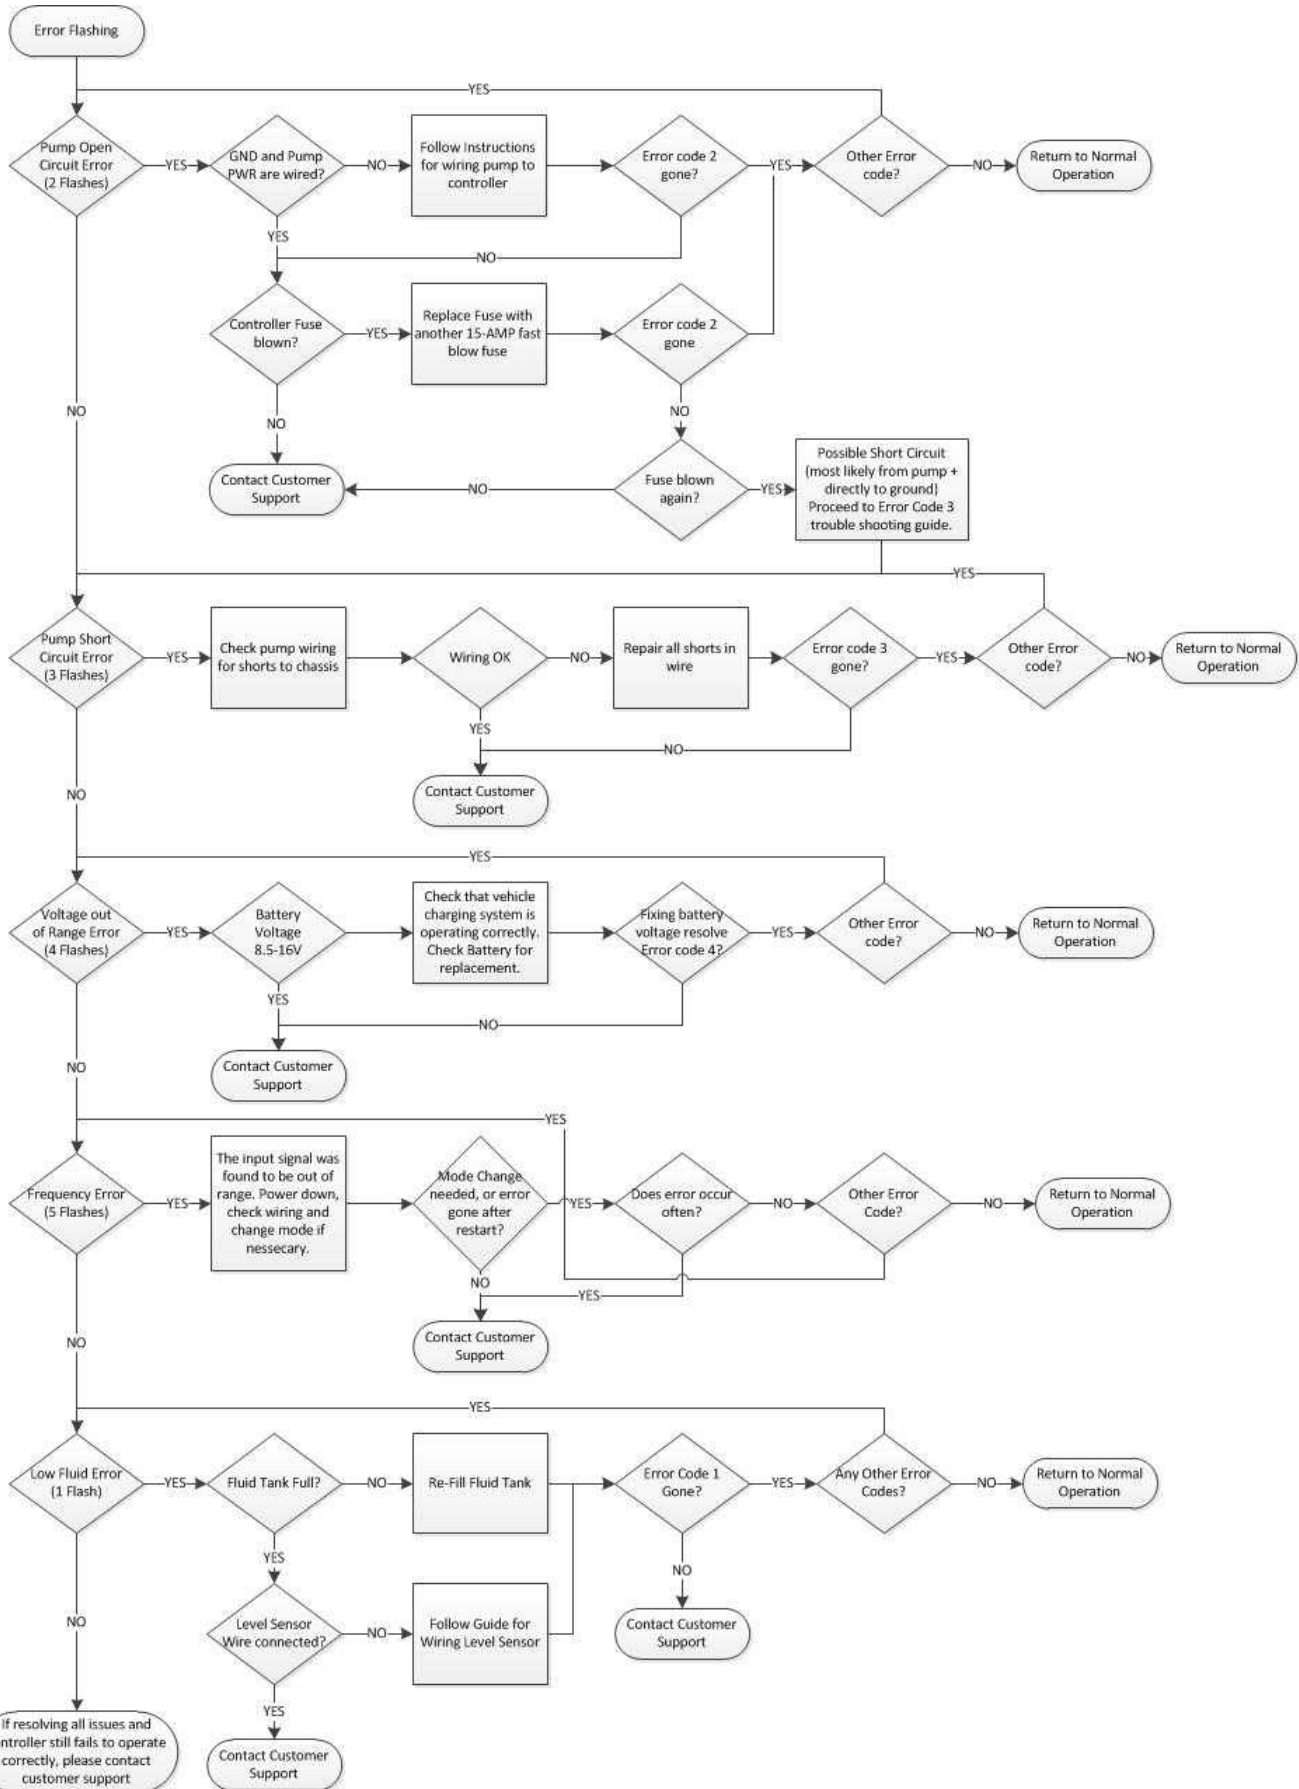 Error Flashing
YES
Pump Open
Circuit Error
(2 Flashes)
YES
GND and Pump
PWR are wired?
NO
Follow Instructions
for wiring pump to
controller
Error code 2
gone?
YES
Other Error
code?
NO
Return to Normal
Operation
YES
NO
Controller Fuse
blown?
YES
Replace Fuse with
another 15-AMP fast
blow fuse
Error code 2
gone
NO
NO
NO
Contact Customer
Support
NO
Fuse blown
again?
YES
Possible Short Circuit
(most likely from pump +
directly to ground)
Proceed to Error Code 3
trouble shooting guide.
YES
Pump Short
Circuit Error
(3 Flashes)
YES
Check pump wiring
for shorts to chassis
Wiring OK
NO
Repair all shorts in
wire
Error code 3
gone?
YES
Other Error
code?
NO
Return to Normal
Operation
YES
NO
NO
Contact Customer
Support
YES
Voltage out
of Range Error
(4 Flashes)
YES
Battery
Voltage
8.5-16V
Check that vehicle
charging system is
operating correctly.
Check Battery for
replacement.
Fixing battery
voltage resolve
Error code 4?
YES
Other Error
code?
NO
Return to Normal
Operation
YES
NO
NO
Contact Customer
Support
YES
Frequency Error
(5 Flashes)
YES
The input signal was
found to be out of
range. Power down,
check wiring and
change mode if
nessecary.
Mode Change
needed, or error
gone after
restart?
YES
Does error occur
often?
NO
Other Error
Code?
NO
Return to Normal
Operation
NO
YES
NO
Contact Customer
Support
YES
Low Fluid Error
(1 Flash)
YES
Fluid Tank Full?
NO
Re-Fill Fluid Tank
Error Code 1
Gone?
YES
Any Other Error
Codes?
NO
Return to Normal
Operation
YES
NO
NO
Level Sensor
Wire connected?
NO
Follow Guide for
Wiring Level Sensor
Contact Customer
Support
YES
If resolving all issues and
ntroller still fails to operate
correctly, please contact
customer support
Contact Customer
Support